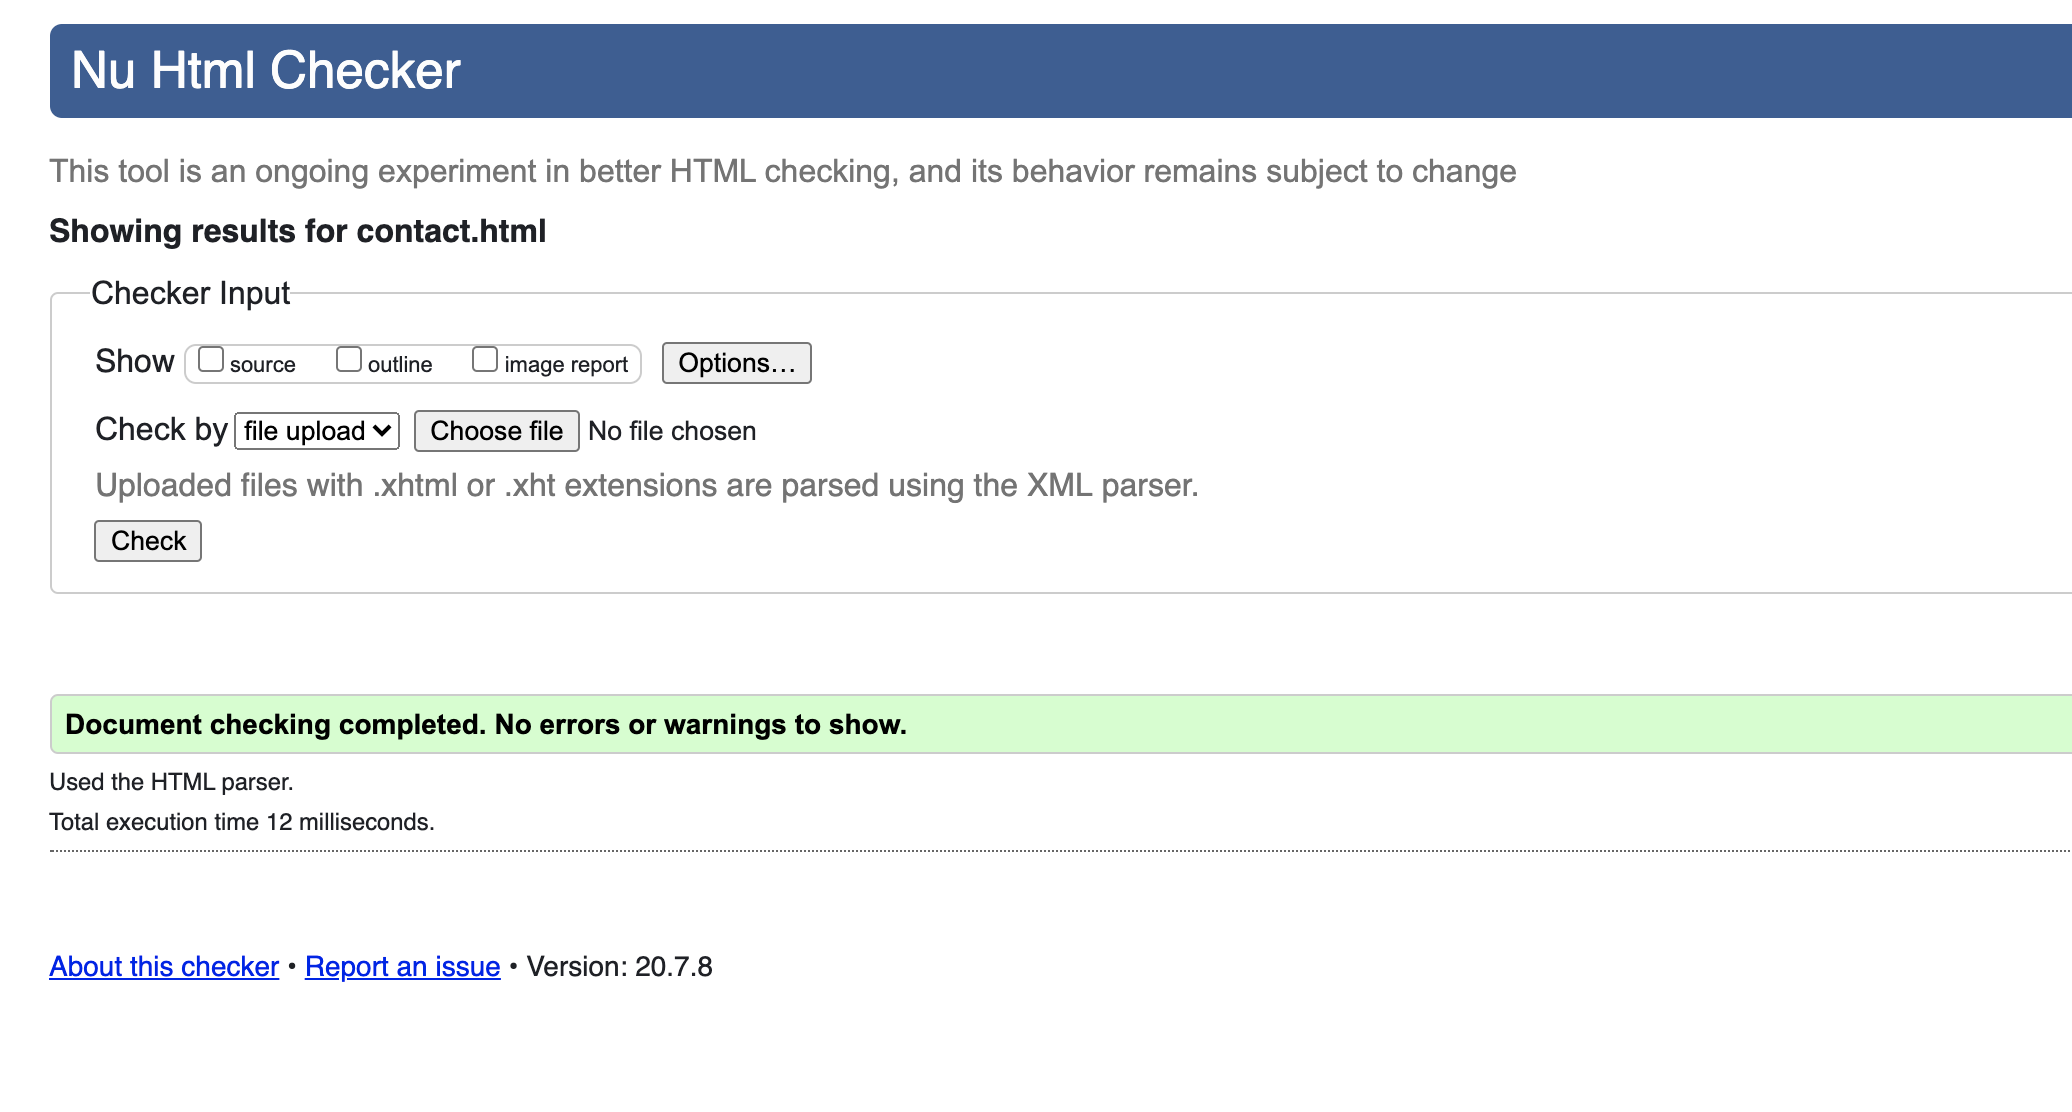 Nu Html Checker
This tool is an ongoing experiment in better HTML checking, and its behavior remains subject to change
Showing results for contact.html
Checker Input
Show source outline image report Options…
Check by file upload Choose file No file chosen
Uploaded files with .xhtml or .xht extensions are parsed using the XML parser.
Check
Document checking completed. No errors or warnings to show.
Used the HTML parser.
Total execution time 12 milliseconds.
About this checker • Report an issue • Version: 20.7.8